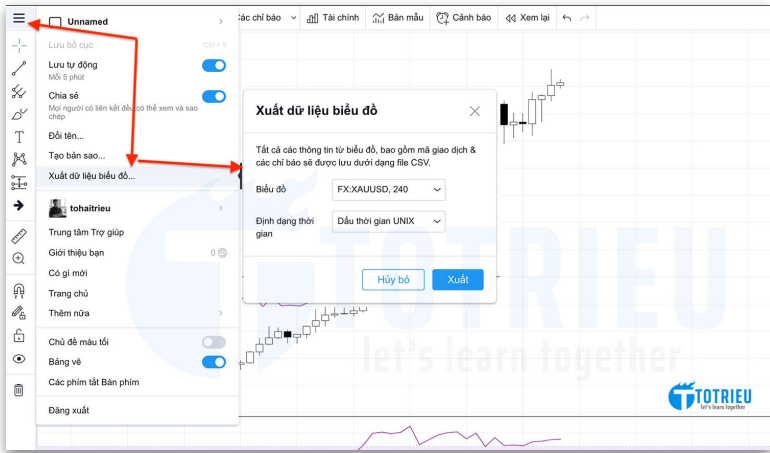 Unnamed
Các chỉ báo
Tài chính
Bản mẫu
Cảnh báo
Xem lại
Lưu bố cục
Ctrl + S
Lưu tự động
Mỗi 5 phút
Chia sẻ
Mọi người có liên kết đều có thể xem và sao
chép
Đổi tên...
Tạo bản sao...
Xuất dữ liệu biểu đồ...
tohaitrieu
Trung tâm Trợ giúp
Giới thiệu bạn
0
Có gì mới
Trang chủ
Thêm nữa
Chủ đề màu tối
Bảng vẽ
Các phím tắt Bàn phím
Đăng xuất
Xuất dữ liệu biểu đồ
Tất cả các thông tin từ biểu đồ, bao gồm mã giao dịch &
các chỉ báo sẽ được lưu dưới dạng file CSV.
Biểu đồ
FX:XAUUSD, 240
Định dạng thời
gian
Dấu thời gian UNIX
Hủy bỏ
Xuất
TOTRIEU
let's learn together
TOTRIEU
let's learn together